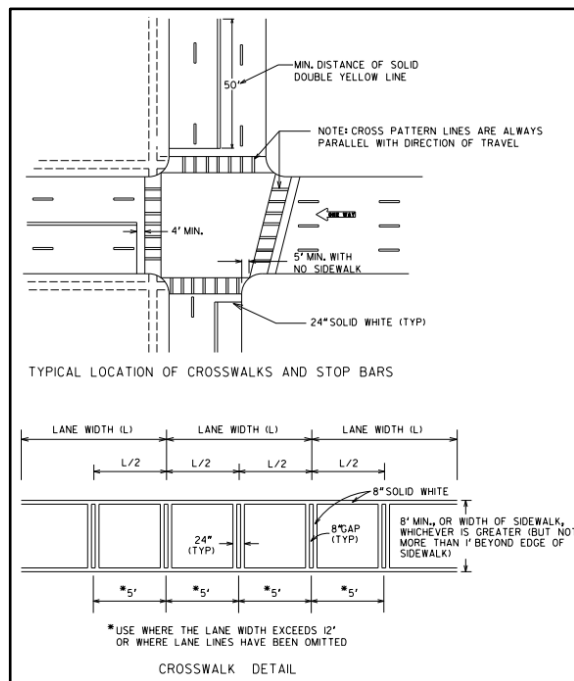 MIN. DISTANCE OF SOLID
DOUBLE YELLOW LINE
50'
NOTE: CROSS PATTERN LINES ARE ALWAYS
PARALLEL WITH DIRECTION OF TRAVEL
ONE WAY
4' MIN.
5' MIN. WITH
NO SIDEWALK
24" SOLID WHITE (TYP)
TYPICAL LOCATION OF CROSSWALKS AND STOP BARS
LANE WIDTH (L) LANE WIDTH (L) LANE WIDTH (L)
L/2 L/2 L/2 L/2
8" SOLID WHITE
24"
(TYP)
8" GAP
(TYP)
8' MIN., OR WIDTH OF SIDEWALK,
WHICHEVER IS GREATER (BUT NOT
MORE THAN 1' BEYOND EDGE OF
SIDEWALK)
*5' *5' *5' *5'
*USE WHERE THE LANE WIDTH EXCEEDS 12'
OR WHERE LANE LINES HAVE BEEN OMITTED
CROSSWALK DETAIL